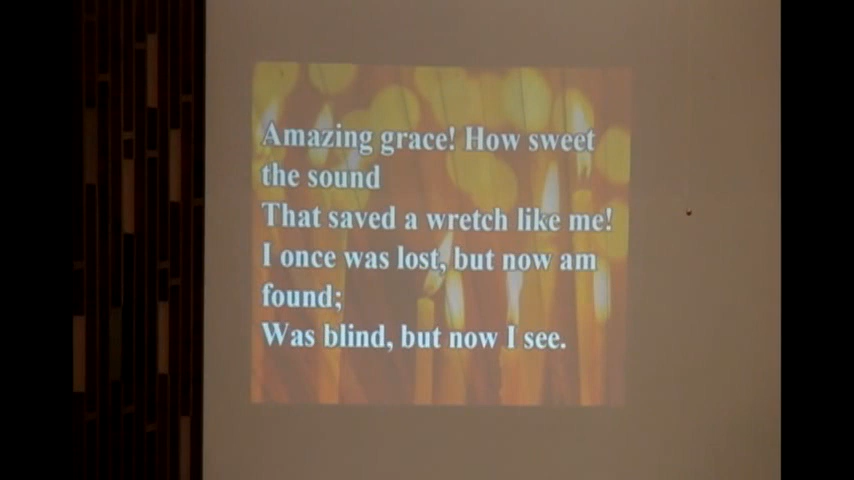 Amazing grace! How sweet
the sound
That saved a wretch like me!
I once was lost, but now am
found;
Was blind, but now I see.